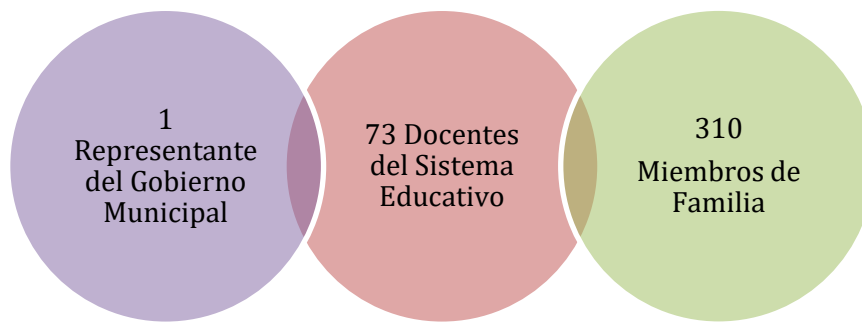 1
Representante
del Gobierno
Municipal
73 Docentes
del Sistema
Educativo
310
Miembros de
Familia